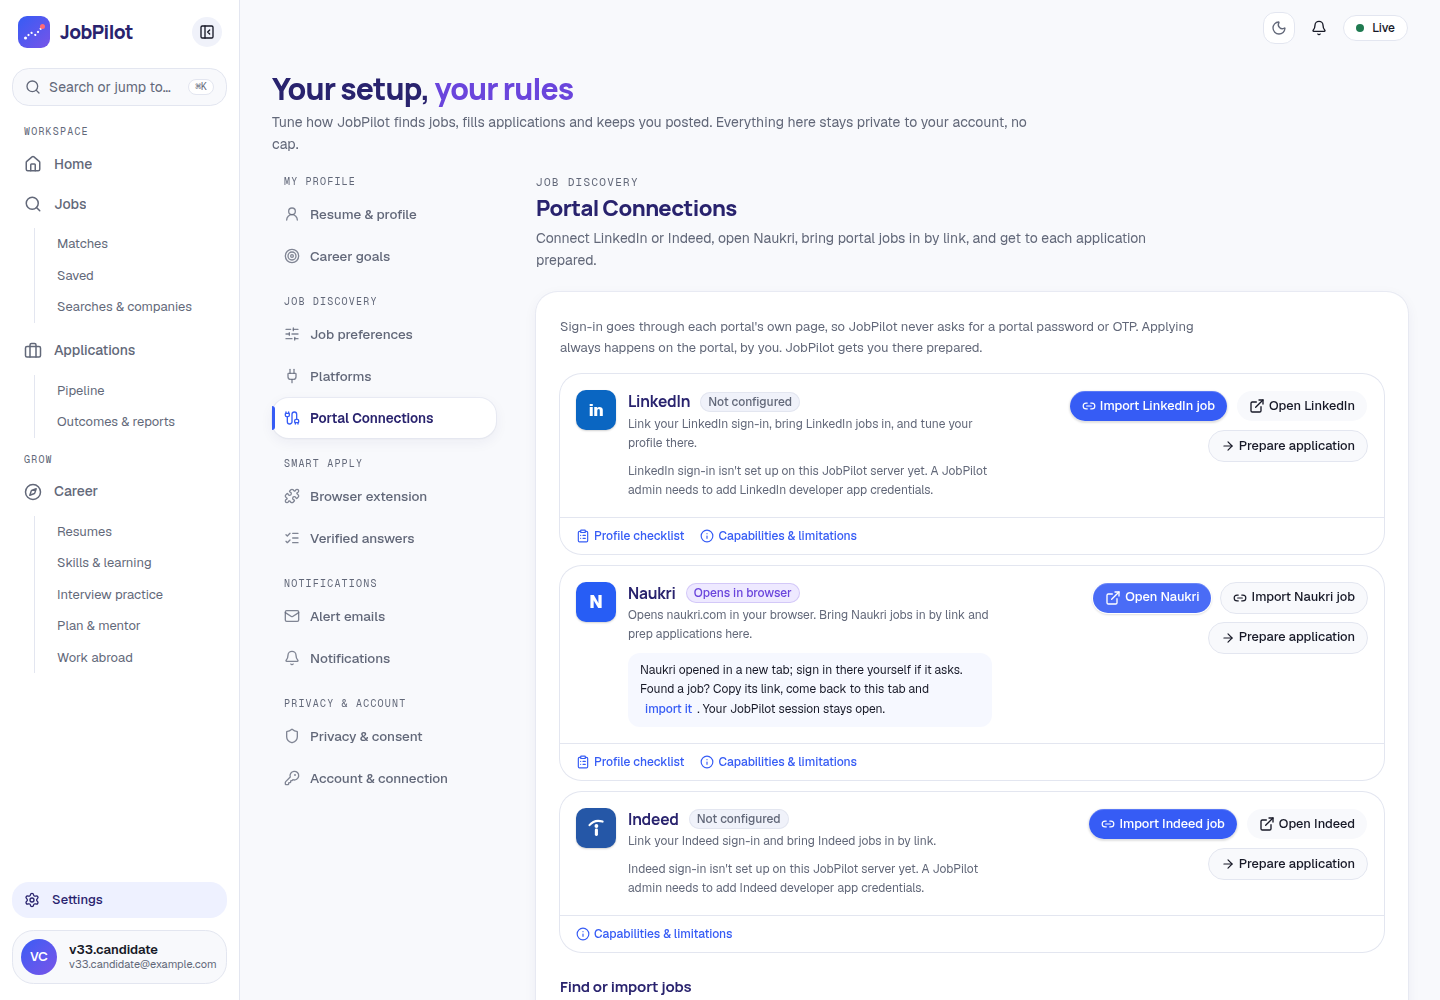 JobPilot
Search or jump to...
⌘K
WORKSPACE
Home
Jobs
Matches
Saved
Searches & companies
Applications
Pipeline
Outcomes & reports
GROW
Career
Resumes
Skills & learning
Interview practice
Plan & mentor
Work abroad
Settings
VC
v33.candidate
v33.candidate@example.com
Live
Your setup, your rules
Tune how JobPilot finds jobs, fills applications and keeps you posted. Everything here stays private to your account, no
cap.
MY PROFILE
Resume & profile
Career goals
JOB DISCOVERY
Job preferences
Platforms
Portal Connections
SMART APPLY
Browser extension
Verified answers
NOTIFICATIONS
Alert emails
Notifications
PRIVACY & ACCOUNT
Privacy & consent
Account & connection
JOB DISCOVERY
Portal Connections
Connect LinkedIn or Indeed, open Naukri, bring portal jobs in by link, and get to each application
prepared.
Sign-in goes through each portal's own page, so JobPilot never asks for a portal password or OTP. Applying
always happens on the portal, by you. JobPilot gets you there prepared.
in
LinkedIn Not configured
Link your LinkedIn sign-in, bring LinkedIn jobs in, and tune your
profile there.
LinkedIn sign-in isn't set up on this JobPilot server yet. A JobPilot
admin needs to add LinkedIn developer app credentials.
Import LinkedIn job
Open LinkedIn
Prepare application
Profile checklist
Capabilities & limitations
N
Naukri Opens in browser
Opens naukri.com in your browser. Bring Naukri jobs in by link and
prep applications here.
Naukri opened in a new tab; sign in there yourself if it asks.
Found a job? Copy its link, come back to this tab and
import it . Your JobPilot session stays open.
Open Naukri
Import Naukri job
Prepare application
Profile checklist
Capabilities & limitations
Indeed Not configured
Link your Indeed sign-in and bring Indeed jobs in by link.
Indeed sign-in isn't set up on this JobPilot server yet. A JobPilot
admin needs to add Indeed developer app credentials.
Import Indeed job
Open Indeed
Prepare application
Capabilities & limitations
Find or import jobs